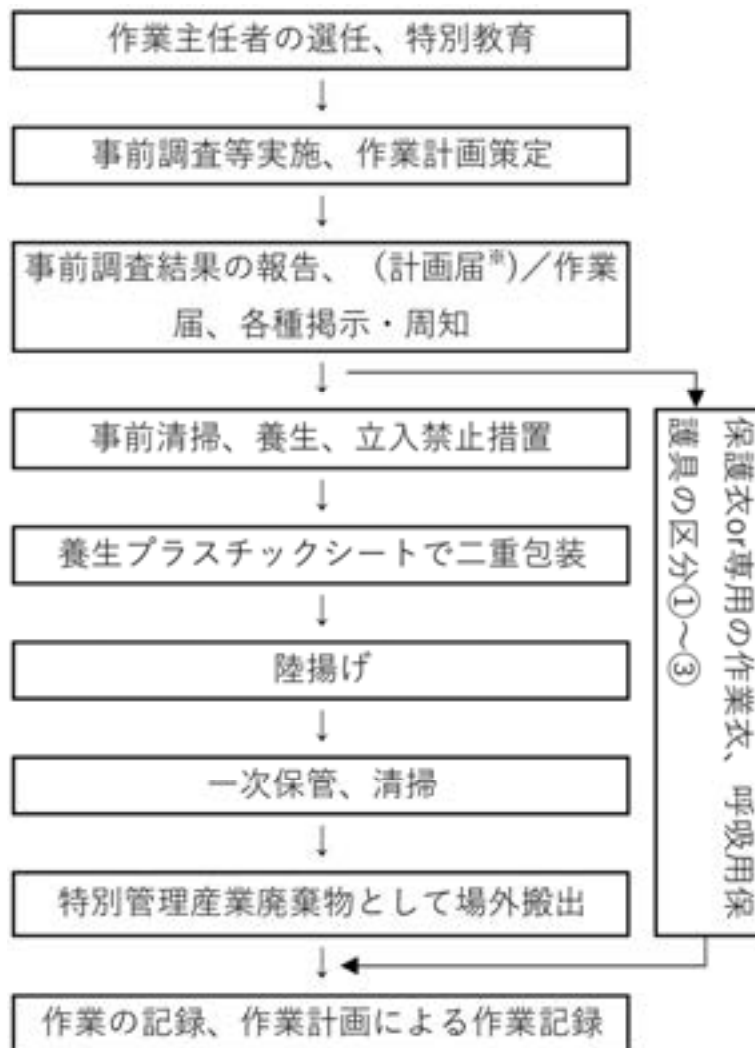 作業主任者の選任、特別教育
事前調査等実施、作業計画策定
事前調査結果の報告、（計画届※)／作業
届、各種掲示・周知
事前清掃、養生、立入禁止措置
養生プラスチックシートで二重包装
陸揚げ
一次保管、清掃
特別管理産業廃棄物として場外搬出
作業の記録、作業計画による作業記録
保護衣or専用の作業衣、呼吸用保
護具の区分①～③